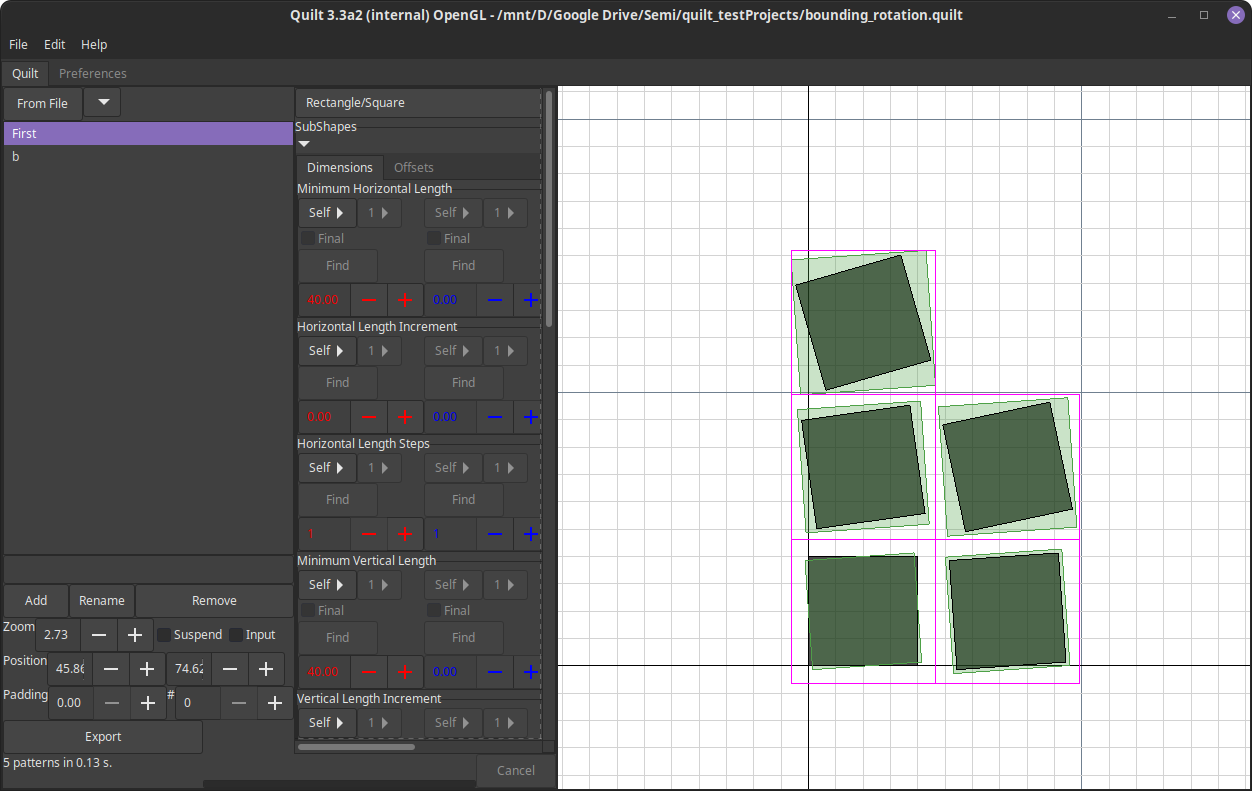 Quilt 3.3a2 (internal) OpenGL - /mnt/D/Google Drive/Semi/quilt_testProjects/bounding_rotation.quilt
File Edit Help
Quilt Preferences
From File
First
b
Add Rename Remove
Zoom 2.73 − + Suspend Input
Position 45.86 − + 74.62 − +
Padding 0.00 − + # 0 − +
Export
5 patterns in 0.13 s.
Rectangle/Square
SubShapes
Dimensions Offsets
Minimum Horizontal Length
Self 1 Self 1
Final Final
Find Find
40.00 − + 0.00 − +
Horizontal Length Increment
Self 1 Self 1
Find Find
0.00 − + 0.00 − +
Horizontal Length Steps
Self 1 Self 1
Find Find
1 − + 1 − +
Minimum Vertical Length
Self 1 Self 1
Final Final
Find Find
40.00 − + 0.00 − +
Vertical Length Increment
Self 1 Self 1
Cancel